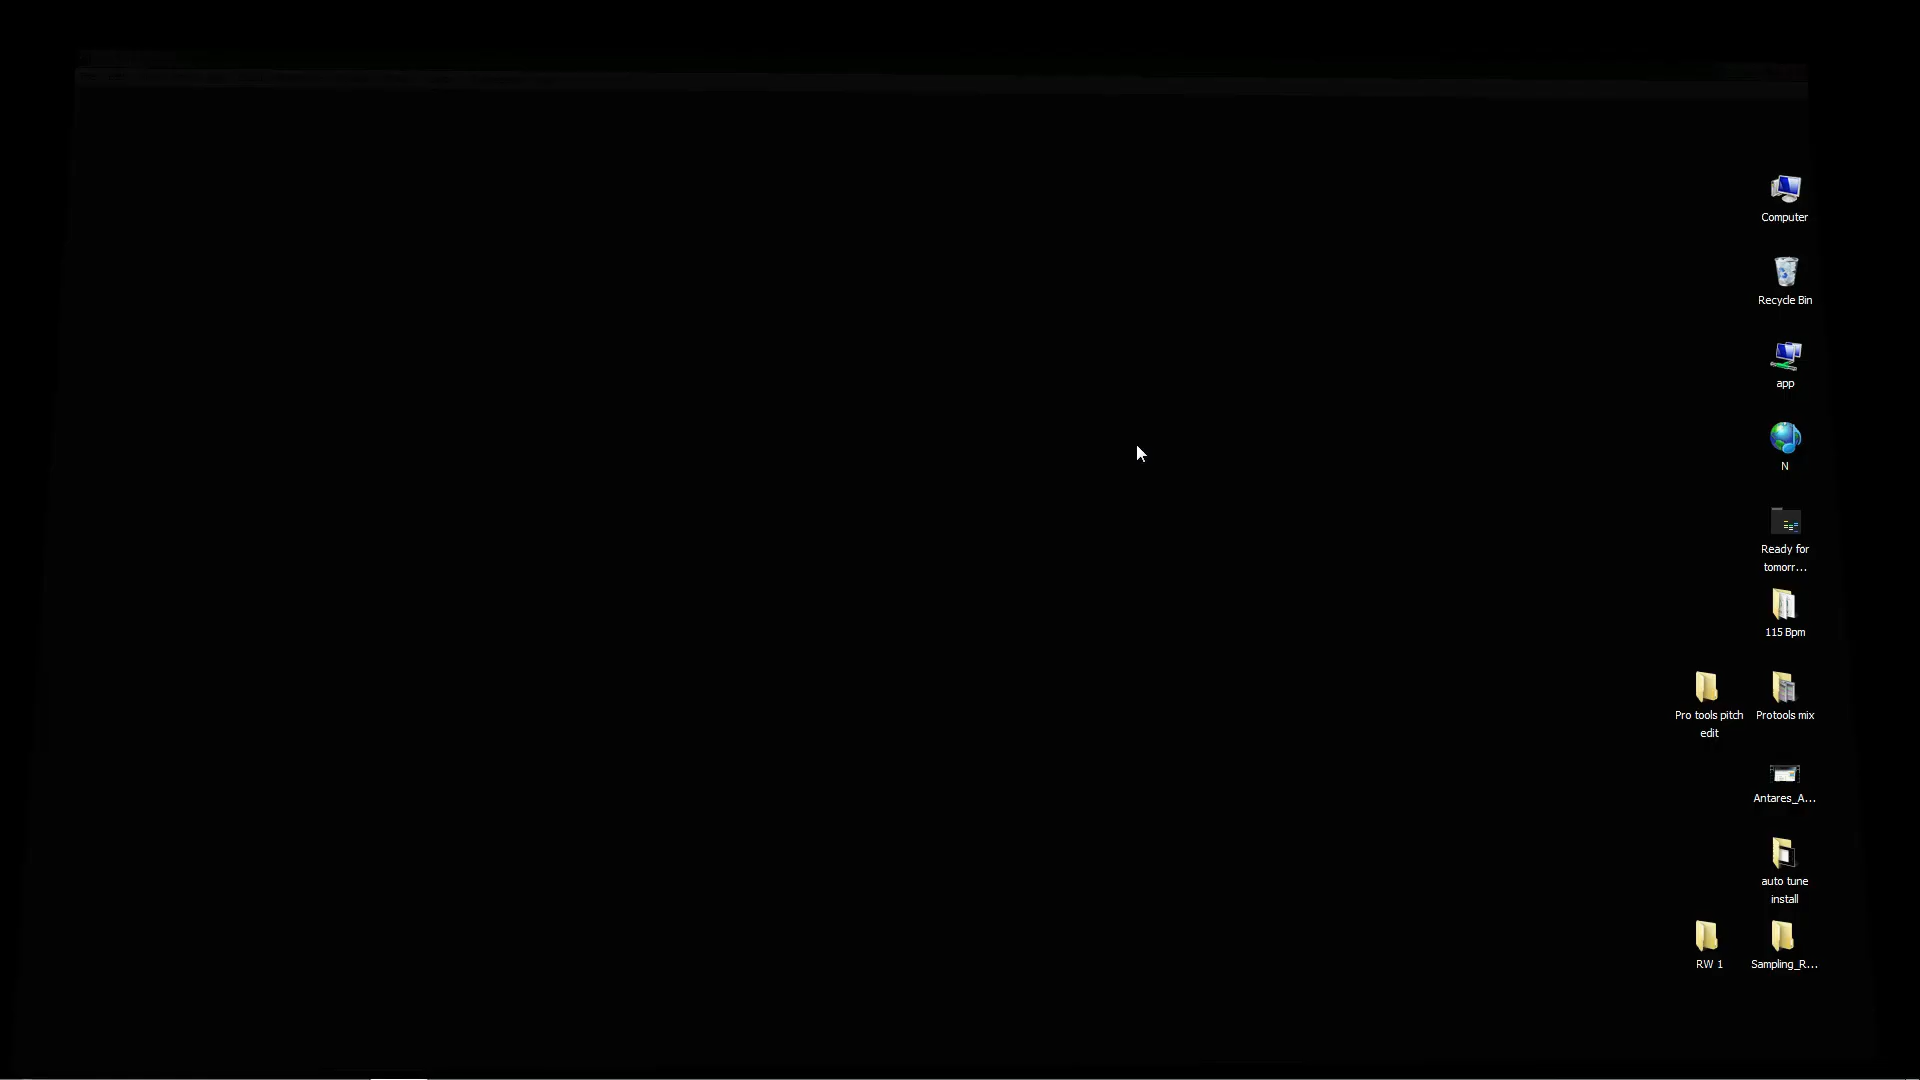 Computer
Recycle Bin
app
N
Ready for
tomorr...
115 Bpm
Pro tools pitch
edit
Protools mix
Antares_A...
auto tune
install
RW 1
Sampling_R...